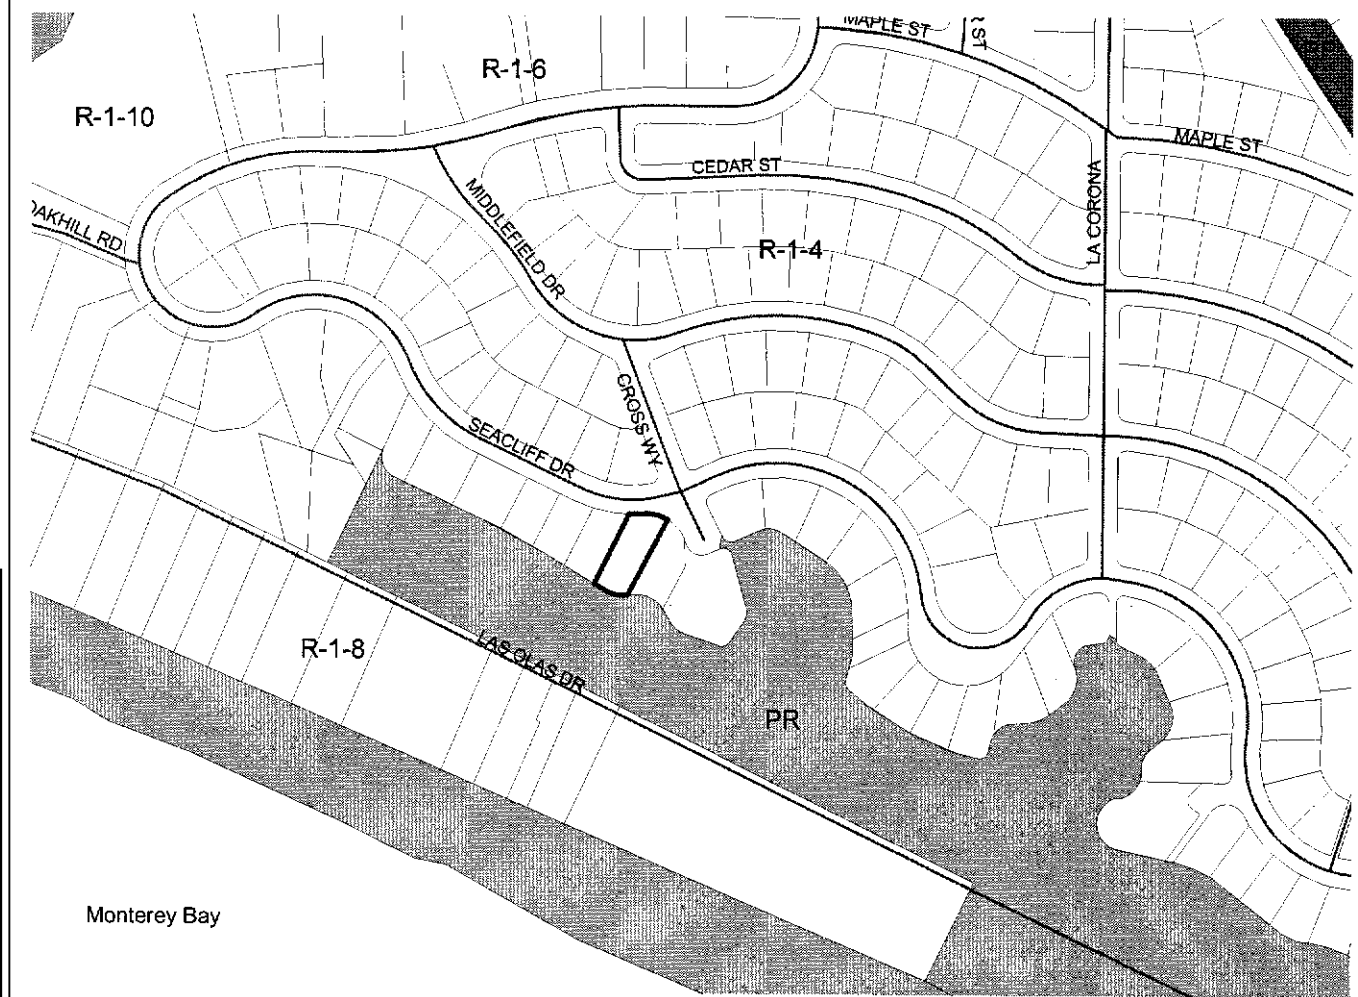 MAPLE ST
R ST
R-1-6
R-1-10
MAPLE ST
CEDAR ST
LA CORONA
MIDDLEFIELD DR
OAKHILL RD
R-1-4
CROSS WY
SEACLIFF DR
R-1-8
LAS OLAS DR
PR
Monterey Bay